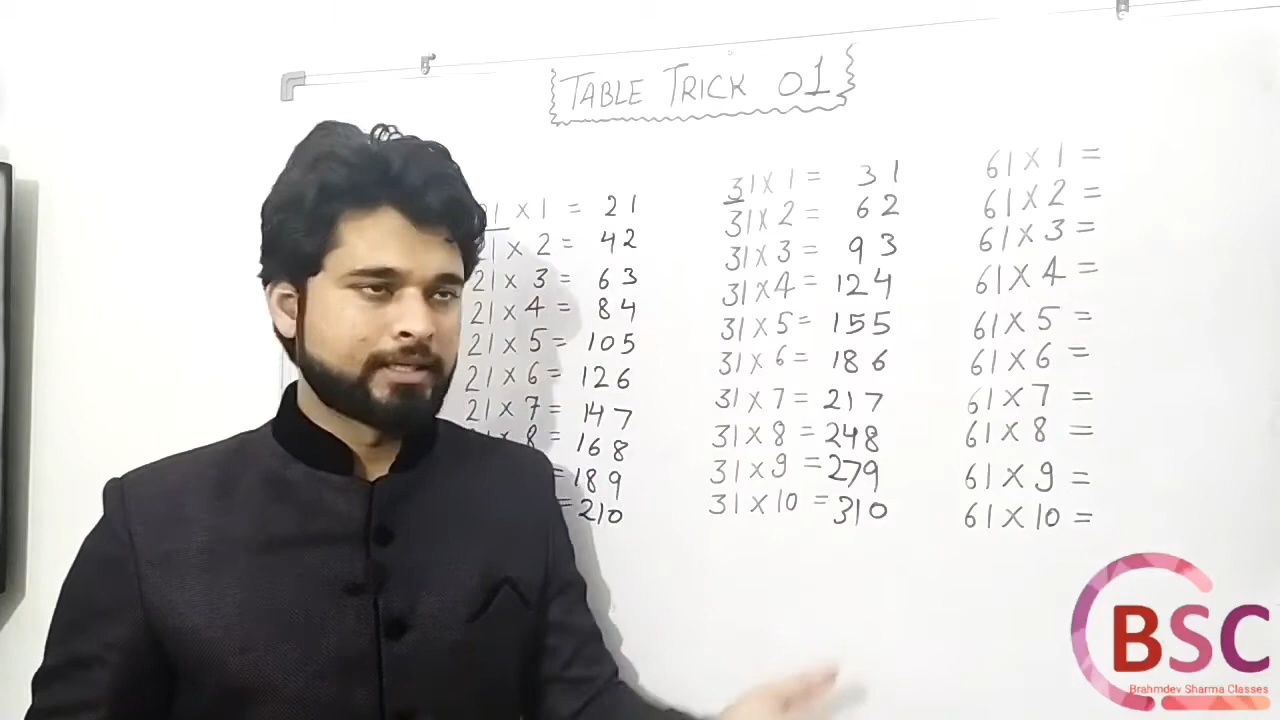 TABLE TRICK 01
21 X 1 = 21
21 X 2 = 42
21 X 3 = 63
21 X 4 = 84
21 X 5 = 105
21 X 6 = 126
21 X 7 = 147
X 8 = 168
= 189
= 210
31 X 1 = 31
31 X 2 = 62
31 X 3 = 93
31 X 4 = 124
31 X 5 = 155
31 X 6 = 186
31 X 7 = 217
31 X 8 = 248
31 X 9 = 279
31 X 10 = 310
61 X 1 =
61 X 2 =
61 X 3 =
61 X 4 =
61 X 5 =
61 X 6 =
61 X 7 =
61 X 8 =
61 X 9 =
61 X 10 =
BSC
Brahmdev Sharma Classes